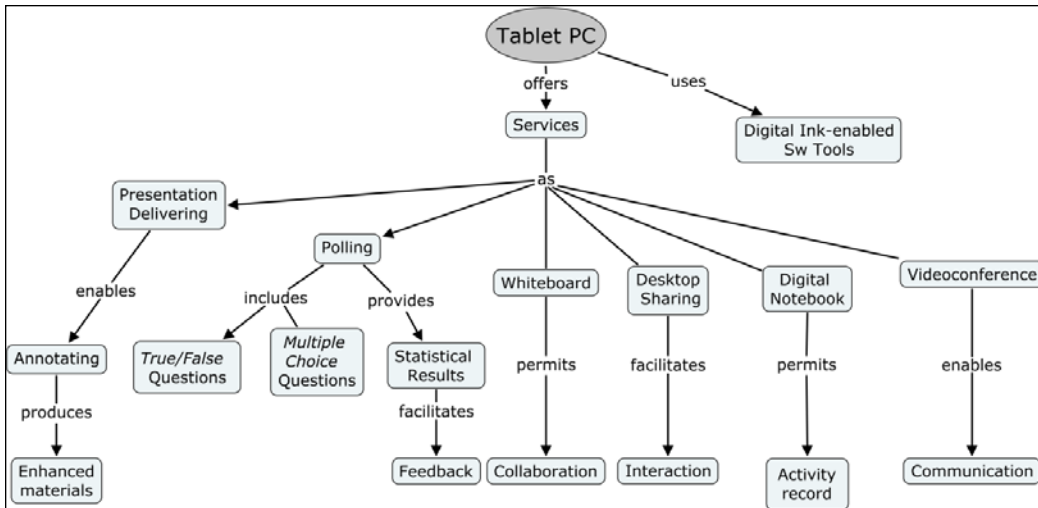 Tablet PC
offers
uses
Services
Digital Ink-enabled
Sw Tools
as
Presentation
Delivering
Polling
Whiteboard
Desktop
Sharing
Digital
Notebook
Videoconference
enables
includes
provides
Annotating
True/False
Questions
Multiple
Choice
Questions
Statistical
Results
permits
facilitates
permits
enables
produces
facilitates
Enhanced
materials
Feedback
Collaboration
Interaction
Activity
record
Communication